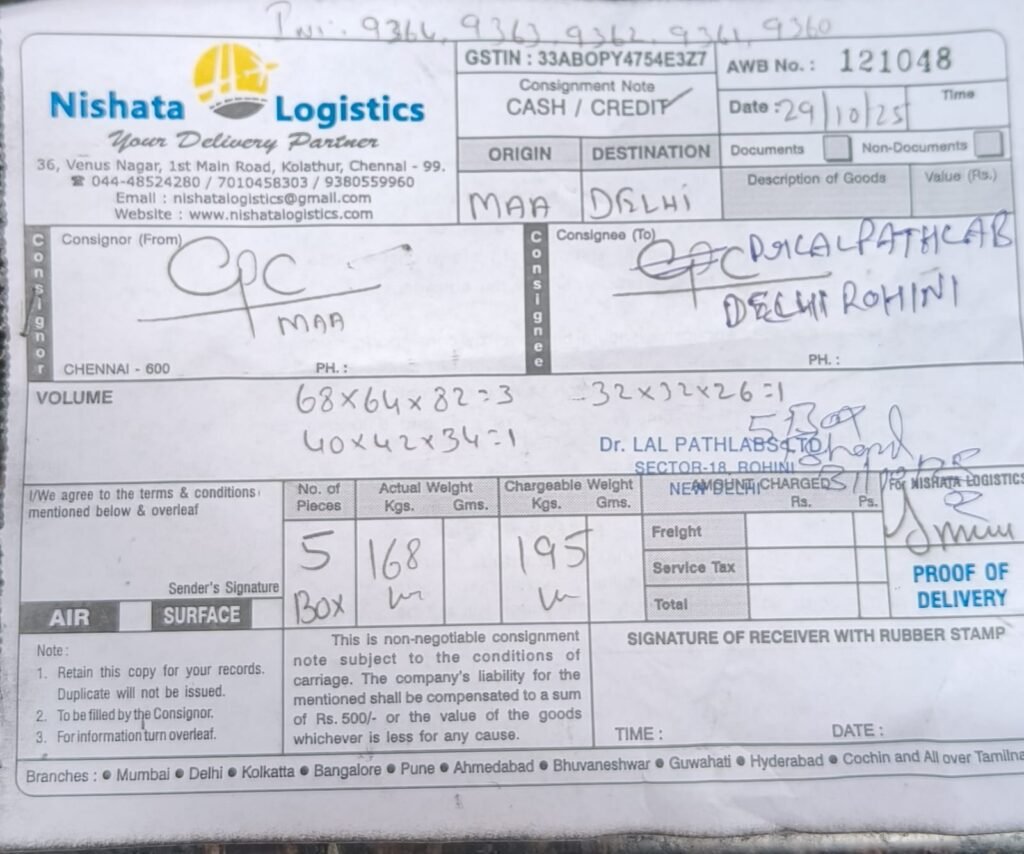 Inv: 9364, 9363, 9362, 9361, 9360
Nishata Logistics
Your Delivery Partner
36, Venus Nagar, 1st Main Road, Kolathur, Chennai - 99.
☎ 044-48524280 / 7010458303 / 9380559960
Email : nishatalogistics@gmail.com
Website : www.nishatalogistics.com
GSTIN : 33ABOPY4754E3Z7
Consignment Note
CASH / CREDIT
ORIGIN DESTINATION
MAA DELHI
AWB No. : 121048
Date : 29/10/25 Time
Documents Non-Documents
Description of Goods Value (Rs.)
Consignor
Consignor (From)
CPC
MAA
CHENNAI - 600 PH. :
Consignee
Consignee (To)
CPC DR LAL PATHLAB
DELHI ROHINI
PH. :
VOLUME
68×64×82=3 32×32×26=1
40×42×34=1
5 Box
Dr. LAL PATHLABS LTD
SECTOR-18, ROHINI
NEW DELHI
I/We agree to the terms & conditions
mentioned below & overleaf
Sender's Signature
AIR SURFACE
No. of Pieces
Actual Weight
Kgs. Gms.
Chargeable Weight
Kgs. Gms.
5 168 195
BOX
AMOUNT CHARGED
Rs. Ps.
Freight
Service Tax
Total
For NISHATA LOGISTICS
PROOF OF
DELIVERY
Note :
1. Retain this copy for your records.
Duplicate will not be issued.
2. To be filled by the Consignor.
3. For information turn overleaf.
This is non-negotiable consignment
note subject to the conditions of
carriage. The company's liability for the
mentioned shall be compensated to a sum
of Rs. 500/- or the value of the goods
whichever is less for any cause.
SIGNATURE OF RECEIVER WITH RUBBER STAMP
TIME : DATE :
Branches : ● Mumbai ● Delhi ● Kolkatta ● Bangalore ● Pune ● Ahmedabad ● Bhuvaneshwar ● Guwahati ● Hyderabad ● Cochin and All over Tamilna